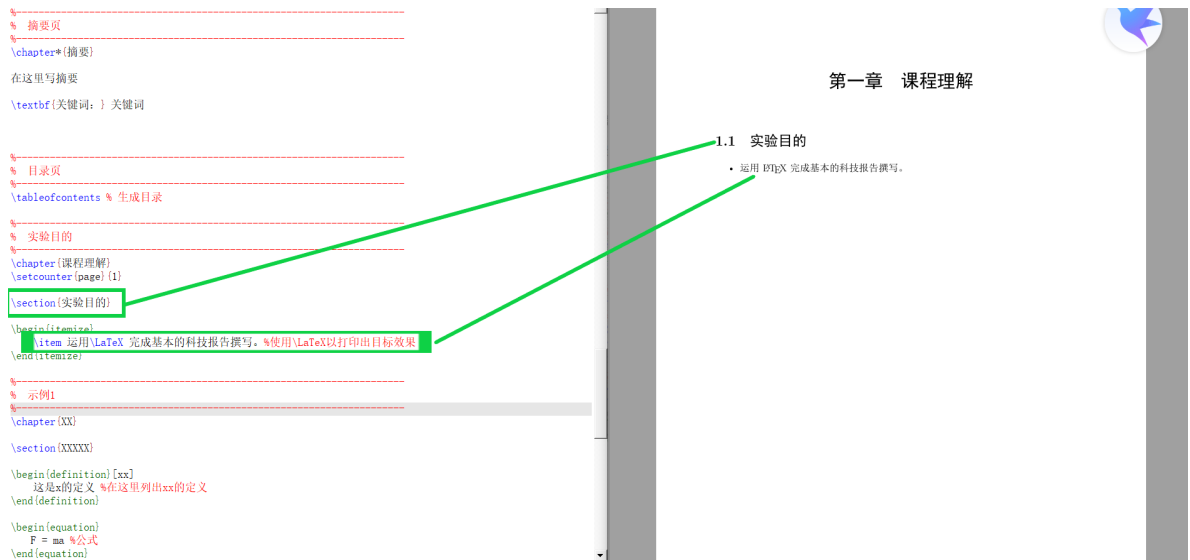 %----------------------------------------------------------------------
% 摘要页
%----------------------------------------------------------------------
\chapter*{摘要}
在这里写摘要
\textbf{关键词：} 关键词
%----------------------------------------------------------------------
% 目录页
%----------------------------------------------------------------------
\tableofcontents % 生成目录
%----------------------------------------------------------------------
% 实验目的
%----------------------------------------------------------------------
\chapter{课程理解}
\setcounter{page}{1}
\section{实验目的}
\begin{itemize}
\item 运用\LaTeX 完成基本的科技报告撰写。%使用\LaTeX以打印出目标效果
\end{itemize}
%----------------------------------------------------------------------
% 示例1
%----------------------------------------------------------------------
\chapter{XX}
\section{XXXXX}
\begin{definition}[xx]
这是x的定义 %在这里列出xx的定义
\end{definition}
\begin{equation}
F = ma %公式
\end{equation}
第一章 课程理解
1.1 实验目的
• 运用 LaTeX 完成基本的科技报告撰写。